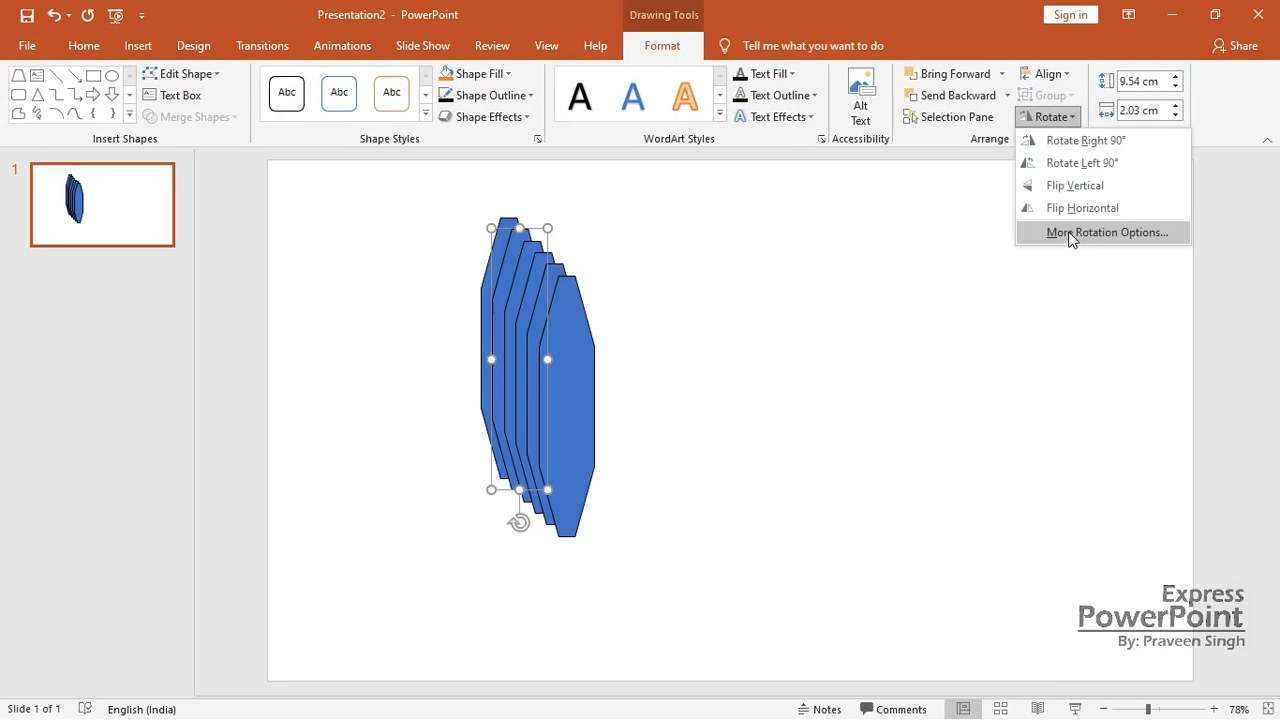 Presentation2 - PowerPoint
Drawing Tools
Sign in
File
Home
Insert
Design
Transitions
Animations
Slide Show
Review
View
Help
Format
Tell me what you want to do
Share
Edit Shape
Text Box
Merge Shapes
Insert Shapes
Abc
Abc
Abc
Shape Fill
Shape Outline
Shape Effects
Shape Styles
A
A
A
Text Fill
Text Outline
Text Effects
WordArt Styles
Alt
Text
Accessibility
Bring Forward
Send Backward
Selection Pane
Align
Group
Rotate
Arrange
9.54 cm
2.03 cm
Rotate Right 90°
Rotate Left 90°
Flip Vertical
Flip Horizontal
More Rotation Options...
1
Express
PowerPoint
By: Praveen Singh
Slide 1 of 1
English (India)
Notes
Comments
78%